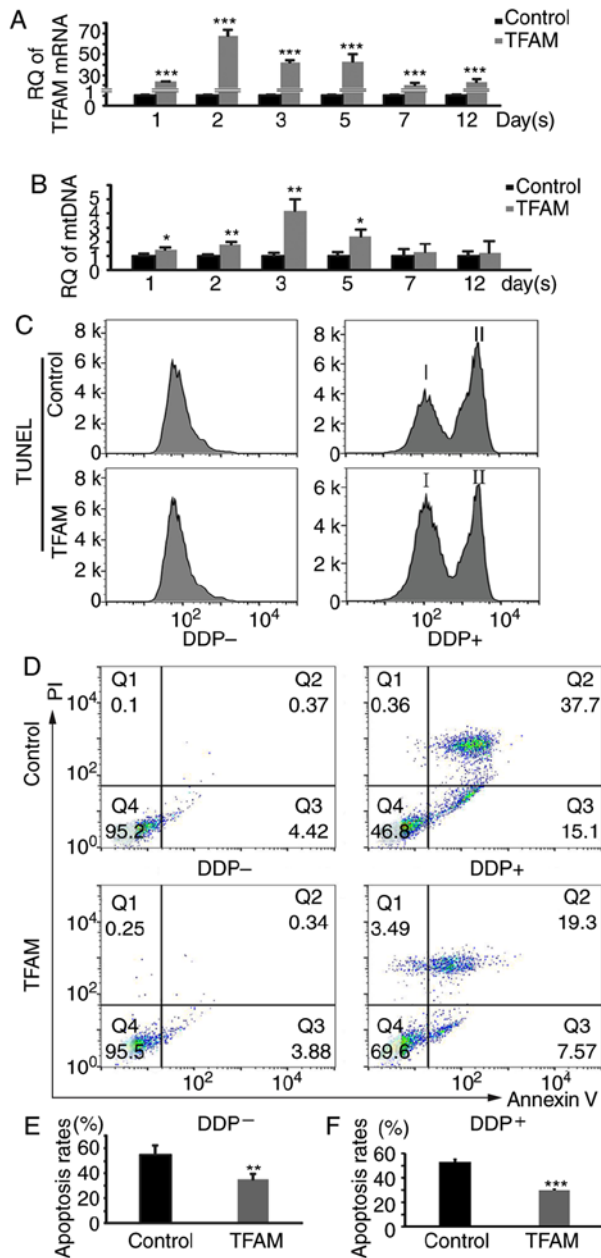 A
RQ of TFAM mRNA
70
50
30
10
1
0
*** *** *** *** *** ***
Control
TFAM
1 2 3 5 7 12 Day(s)
B
RQ of mtDNA
5
4
3
2
1
0
* ** ** *
Control
TFAM
1 2 3 5 7 12 day(s)
C
TUNEL
Control
8 k
6 k
4 k
2 k
0
8 k
6 k
4 k
2 k
0
I II
TFAM
8 k
6 k
4 k
2 k
0
6 k
4 k
2 k
0
I II
10² 10⁴ 10² 10⁴
DDP– DDP+
D
PI
Control
10⁴
10²
10⁰
Q1 0.1
Q2 0.37
Q4 95.2
Q3 4.42
Q1 0.36
Q2 37.7
Q4 46.8
Q3 15.1
DDP– DDP+
TFAM
10⁴
10²
10⁰
Q1 0.25
Q2 0.34
Q4 95.5
Q3 3.88
Q1 3.49
Q2 19.3
Q4 69.6
Q3 7.57
10² 10⁴ 10² 10⁴
Annexin V
E
(%)
DDP–
Apoptosis rates
60
40
20
0
**
Control TFAM
F
(%)
DDP+
Apoptosis rates
60
40
20
0
***
Control TFAM